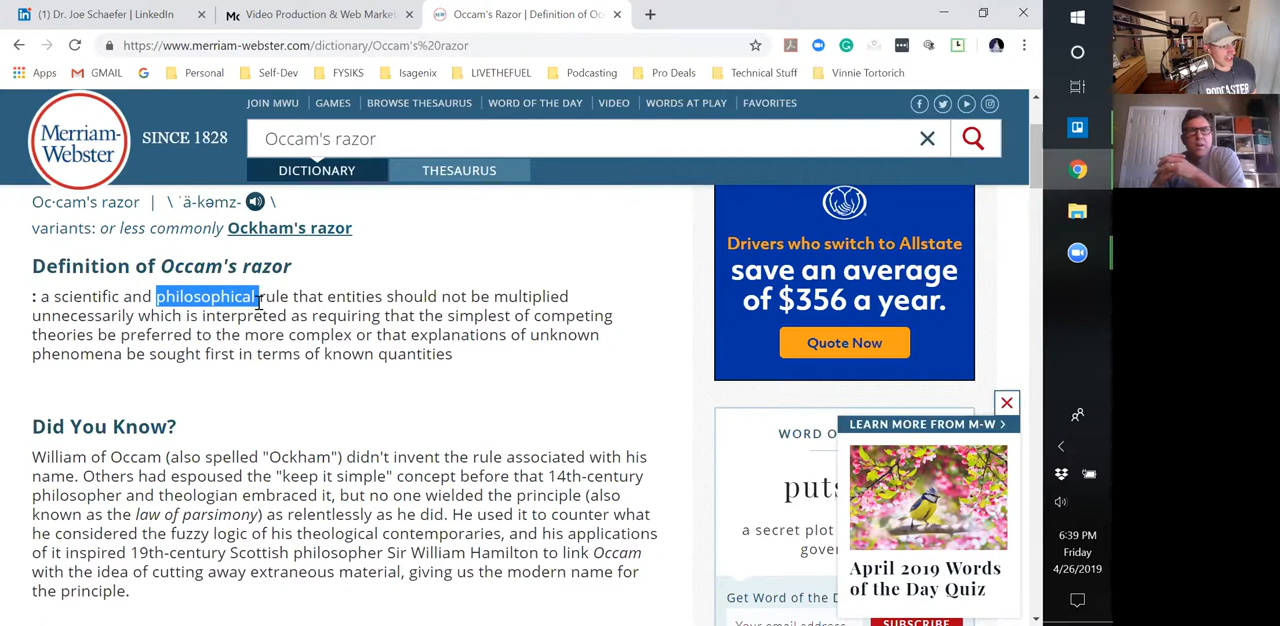 (1) Dr. Joe Schaefer | LinkedIn
Video Production & Web Market
Occam's Razor | Definition of Oc
https://www.merriam-webster.com/dictionary/Occam's%20razor
Apps
GMAIL
Personal
Self-Dev
FYSIKS
Isagenix
LIVETHEFUEL
Podcasting
Pro Deals
Technical Stuff
Vinnie Tortorich
JOIN MWU
GAMES
BROWSE THESAURUS
WORD OF THE DAY
VIDEO
WORDS AT PLAY
FAVORITES
Merriam-
Webster
SINCE 1828
Occam's razor
DICTIONARY
THESAURUS
Oc·cam's razor | \ ˈä-kəmz- \
variants: or less commonly Ockham's razor
Definition of Occam's razor
: a scientific and philosophical rule that entities should not be multiplied
unnecessarily which is interpreted as requiring that the simplest of competing
theories be preferred to the more complex or that explanations of unknown
phenomena be sought first in terms of known quantities
Did You Know?
William of Occam (also spelled "Ockham") didn't invent the rule associated with his
name. Others had espoused the "keep it simple" concept before that 14th-century
philosopher and theologian embraced it, but no one wielded the principle (also
known as the law of parsimony) as relentlessly as he did. He used it to counter what
he considered the fuzzy logic of his theological contemporaries, and his applications
of it inspired 19th-century Scottish philosopher Sir William Hamilton to link Occam
with the idea of cutting away extraneous material, giving us the modern name for
the principle.
Drivers who switch to Allstate
save an average
of $356 a year.
Quote Now
WORD O
puts
a secret plot
gover
Get Word of the D
Your email address
SUBSCRIBE
LEARN MORE FROM M-W >
April 2019 Words
of the Day Quiz
PODCASTER
6:39 PM
Friday
4/26/2019